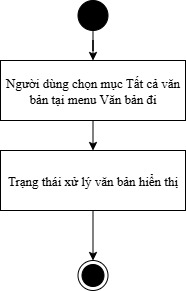 Người dùng chọn mục Tất cả văn
bản tại menu Văn bản đi
Trạng thái xử lý văn bản hiển thị